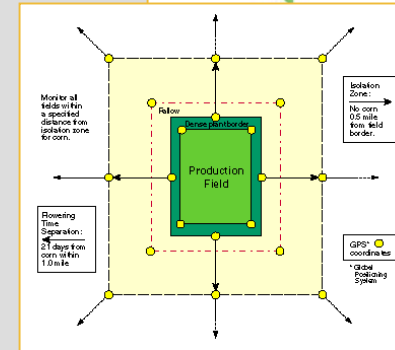 Monitor all
fields within
a specified
distance from
isolation zone
for corn.
Isolation
Zone:
No corn
0.5 mile
from field
border.
Fallow
Dense plant border
Production
Field
Flowering
Time
Separation:
21 days from
corn within
1.0 mile
GPS*
coordinates
* Global
Positioning
System